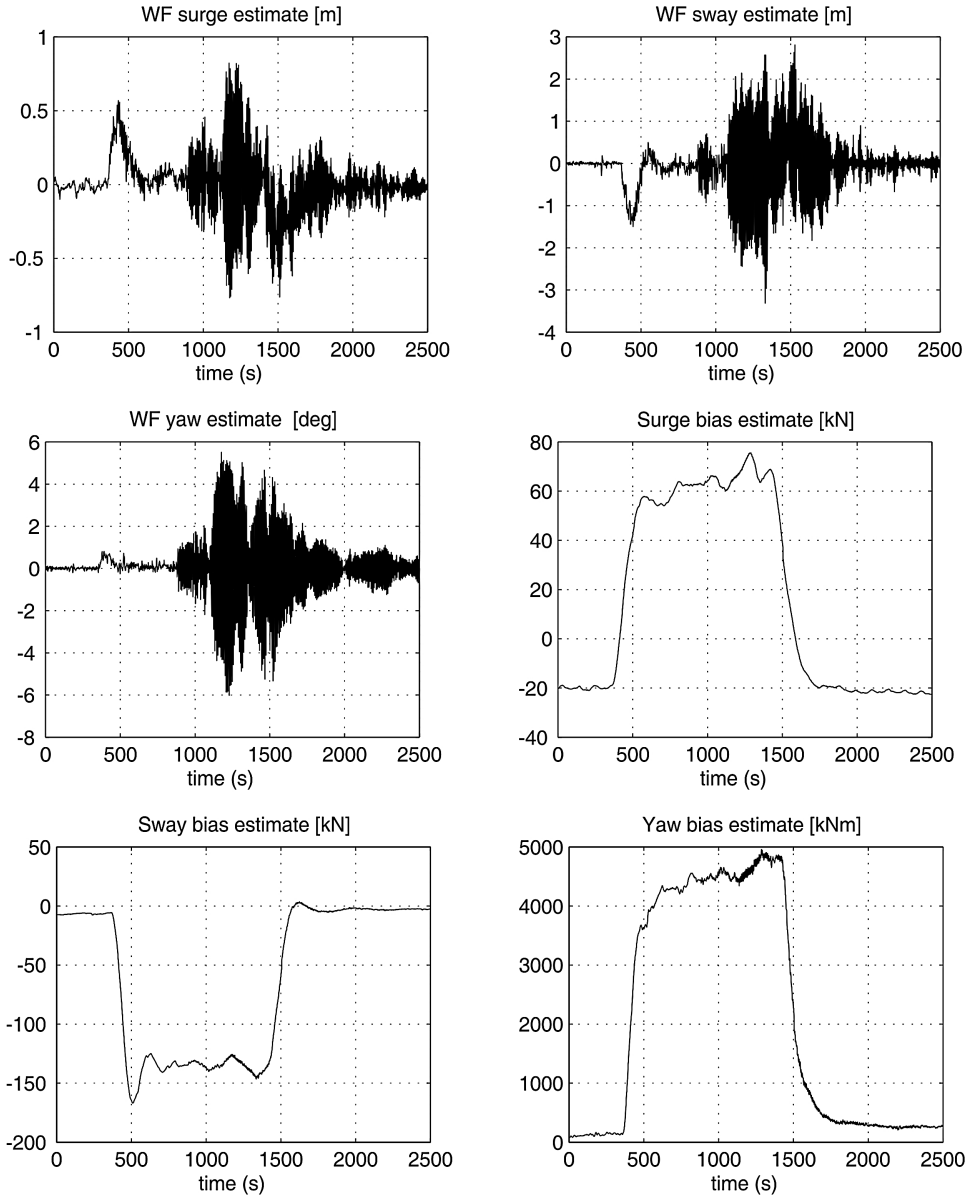 WF surge estimate [m]
1
0.5
0
-0.5
-1
0 500 1000 1500 2000 2500
time (s)
WF sway estimate [m]
3
2
1
0
-1
-2
-3
-4
0 500 1000 1500 2000 2500
time (s)
WF yaw estimate [deg]
6
4
2
0
-2
-4
-6
-8
0 500 1000 1500 2000 2500
time (s)
Surge bias estimate [kN]
80
60
40
20
0
-20
-40
0 500 1000 1500 2000 2500
time (s)
Sway bias estimate [kN]
50
0
-50
-100
-150
-200
0 500 1000 1500 2000 2500
time (s)
Yaw bias estimate [kNm]
5000
4000
3000
2000
1000
0
0 500 1000 1500 2000 2500
time (s)